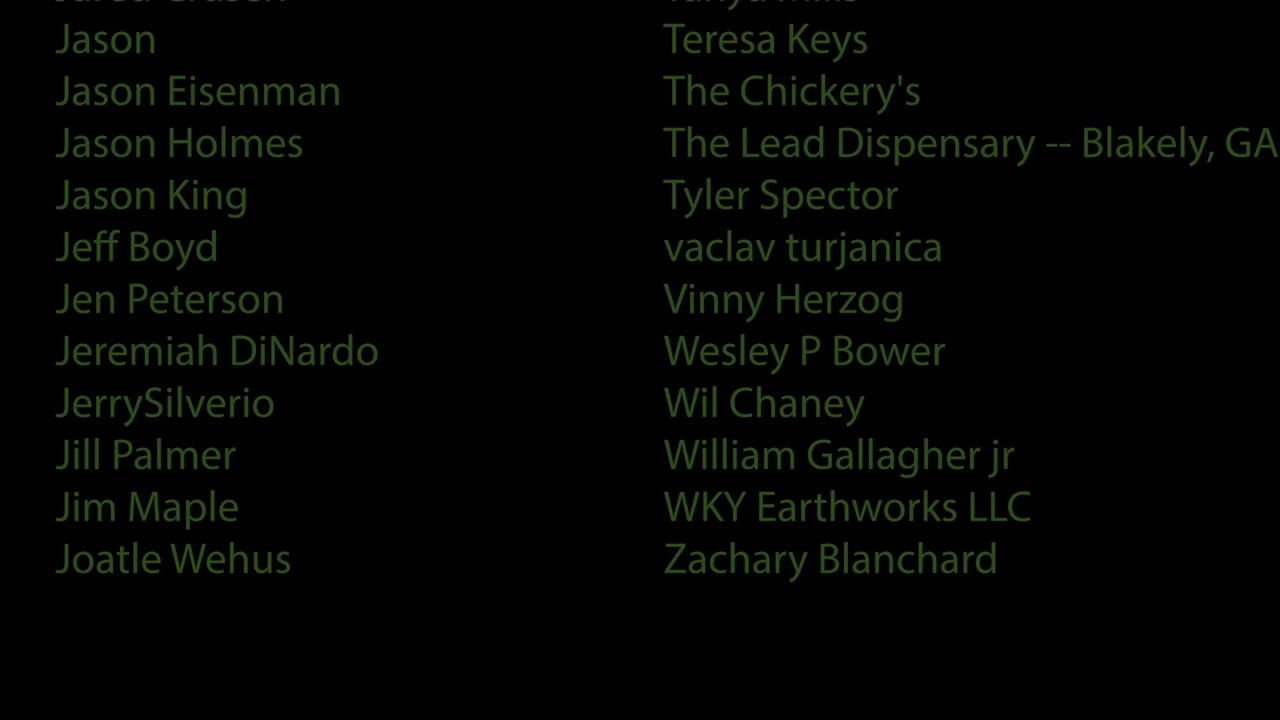 Jason
Jason Eisenman
Jason Holmes
Jason King
Jeff Boyd
Jen Peterson
Jeremiah DiNardo
JerrySilverio
Jill Palmer
Jim Maple
Joatle Wehus
Teresa Keys
The Chickery's
The Lead Dispensary -- Blakely, GA
Tyler Spector
vaclav turjanica
Vinny Herzog
Wesley P Bower
Wil Chaney
William Gallagher jr
WKY Earthworks LLC
Zachary Blanchard